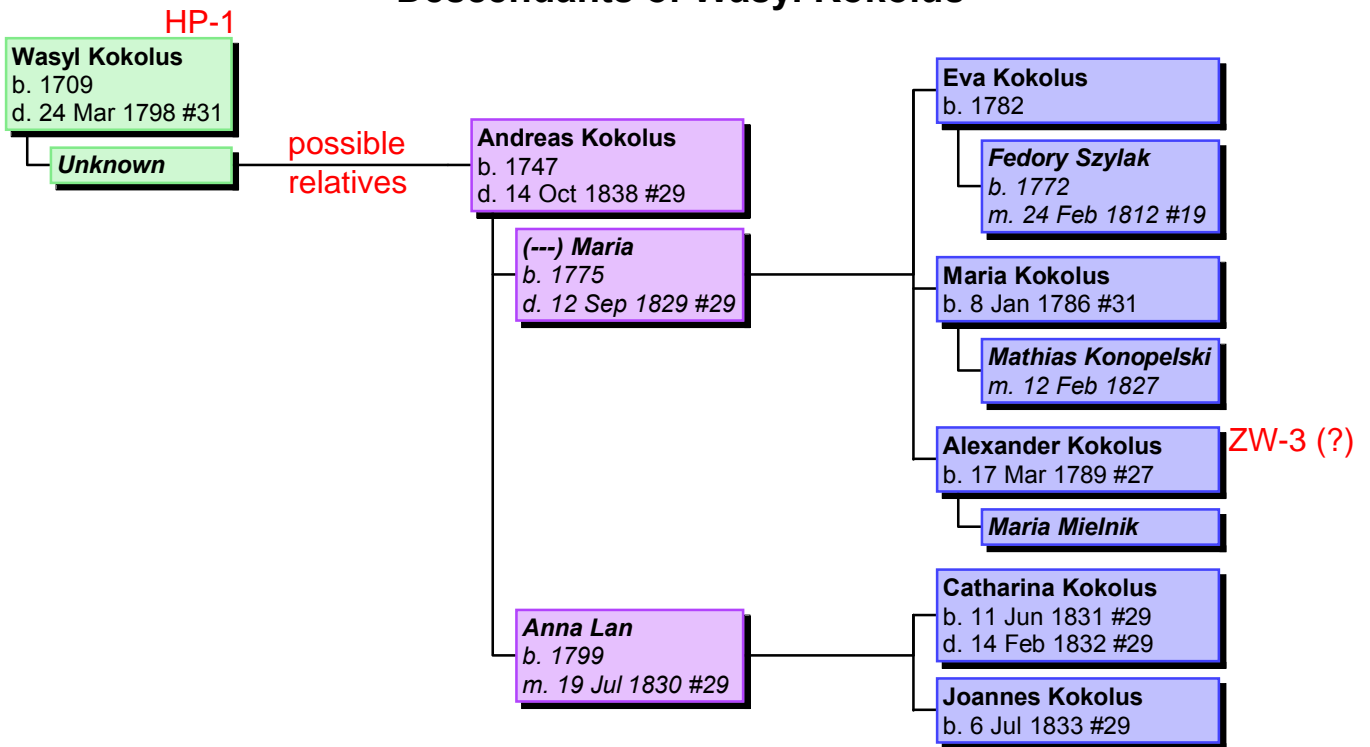 Descendants of Wasyl Kokolus
HP-1
Wasyl Kokolus
b. 1709
d. 24 Mar 1798 #31
Unknown
possible
relatives
Andreas Kokolus
b. 1747
d. 14 Oct 1838 #29
(---) Maria
b. 1775
d. 12 Sep 1829 #29
Eva Kokolus
b. 1782
Fedory Szylak
b. 1772
m. 24 Feb 1812 #19
Maria Kokolus
b. 8 Jan 1786 #31
Mathias Konopelski
m. 12 Feb 1827
Alexander Kokolus
b. 17 Mar 1789 #27
ZW-3 (?)
Maria Mielnik
Anna Lan
b. 1799
m. 19 Jul 1830 #29
Catharina Kokolus
b. 11 Jun 1831 #29
d. 14 Feb 1832 #29
Joannes Kokolus
b. 6 Jul 1833 #29